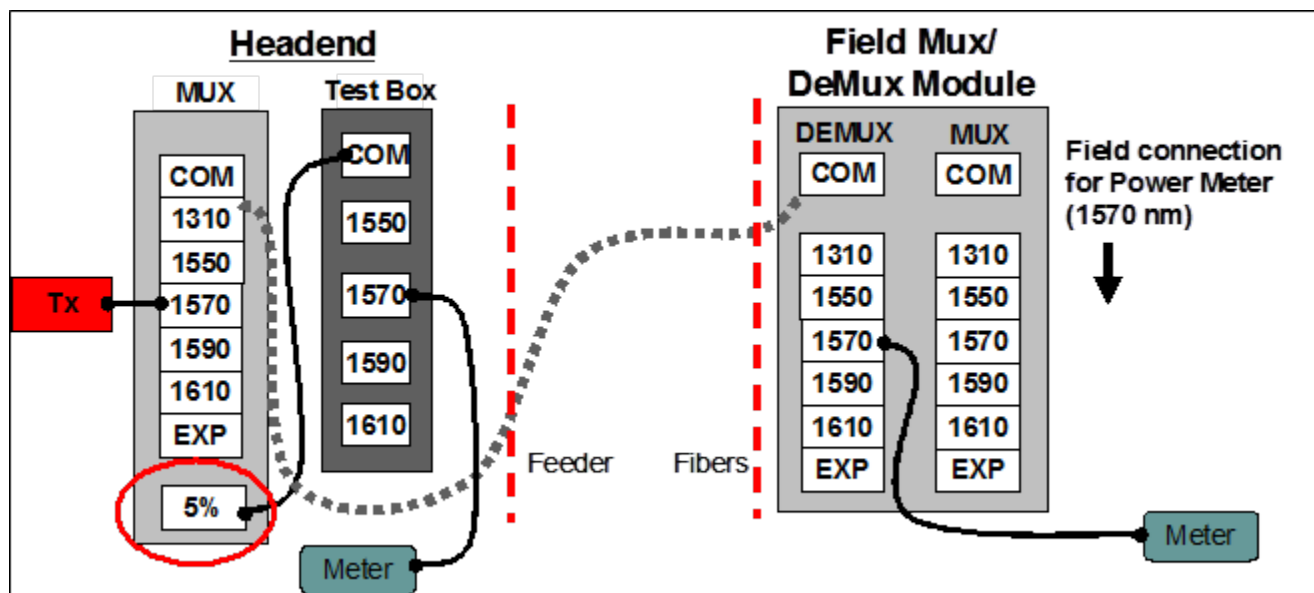 Headend
MUX
Test Box
COM
1310
1550
1570
1590
1610
EXP
5%
Tx
COM
1550
1570
1590
1610
Meter
Feeder
Fibers
Field Mux/
DeMux Module
DEMUX
MUX
COM
COM
1310
1310
1550
1550
1570
1570
1590
1590
1610
1610
EXP
EXP
Field connection
for Power Meter
(1570 nm)
Meter